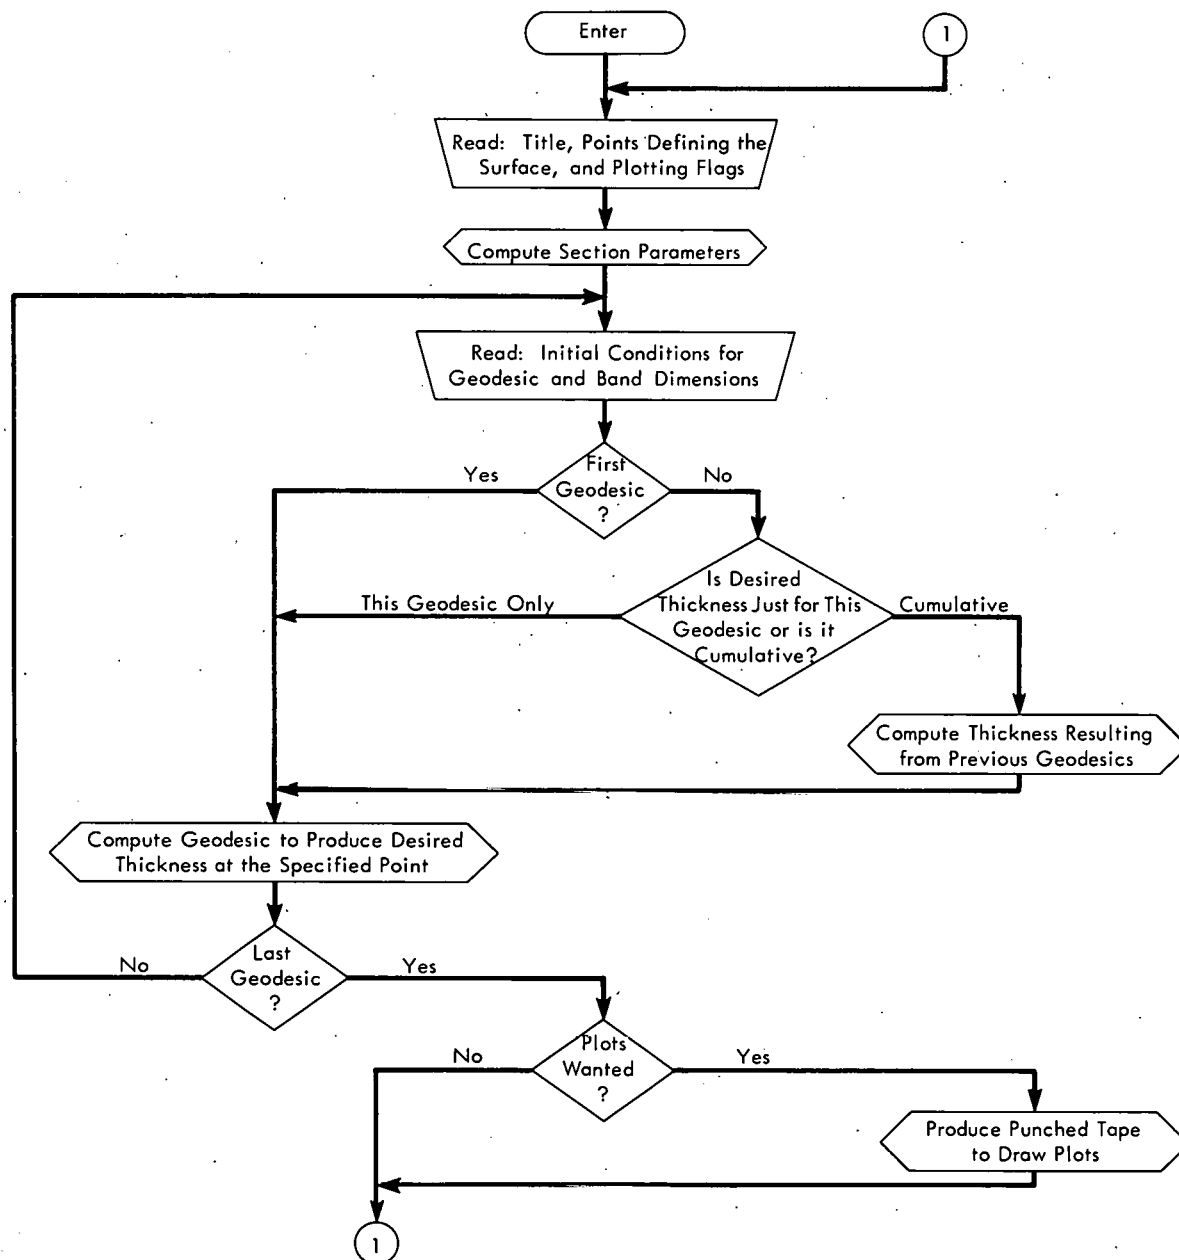 Enter
1
Read: Title, Points Defining the
Surface, and Plotting Flags
Compute Section Parameters
Read: Initial Conditions for
Geodesic and Band Dimensions
First
Geodesic
?
Yes
No
Is Desired
Thickness Just for This
Geodesic or is it
Cumulative?
This Geodesic Only
Cumulative
Compute Thickness Resulting
from Previous Geodesics
Compute Geodesic to Produce Desired
Thickness at the Specified Point
Last
Geodesic
?
No
Yes
Plots
Wanted
?
No
Yes
Produce Punched Tape
to Draw Plots
1